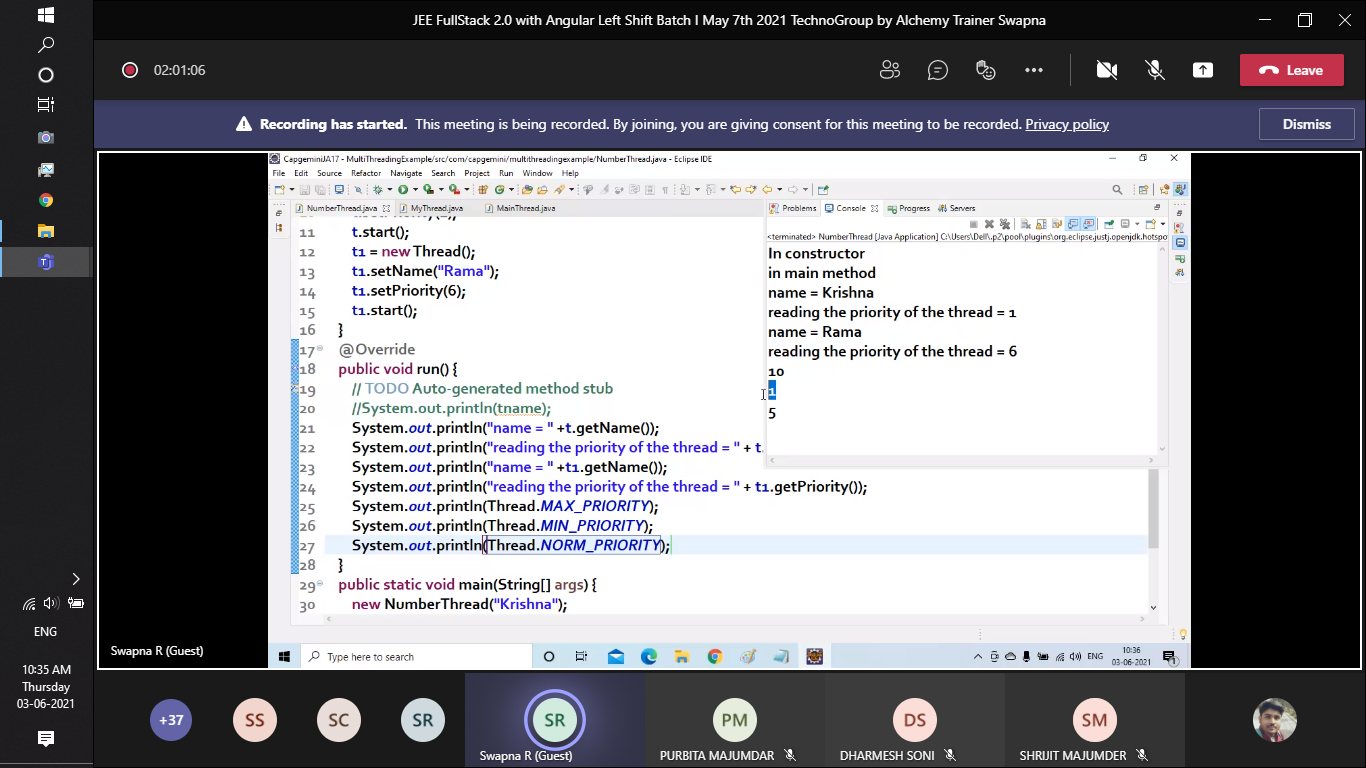 JEE FullStack 2.0 with Angular Left Shift Batch I May 7th 2021 TechnoGroup by Alchemy Trainer Swapna
02:01:06
Leave
Recording has started. This meeting is being recorded. By joining, you are giving consent for this meeting to be recorded. Privacy policy
Dismiss
CapgeminiJA17 - MultiThreadingExample/src/com/capgemini/multithreadingexample/NumberThread.java - Eclipse IDE
File Edit Source Refactor Navigate Search Project Run Window Help
NumberThread.java MyThread.java MainThread.java
11 t.start();
12 t1 = new Thread();
13 t1.setName("Rama");
14 t1.setPriority(6);
15 t1.start();
16 }
17 @Override
18 public void run() {
19 // TODO Auto-generated method stub
20 //System.out.println(tname);
21 System.out.println("name = " +t.getName());
22 System.out.println("reading the priority of the thread = " + t.
23 System.out.println("name = " +t1.getName());
24 System.out.println("reading the priority of the thread = " + t1.getPriority());
25 System.out.println(Thread.MAX_PRIORITY);
26 System.out.println(Thread.MIN_PRIORITY);
27 System.out.println(Thread.NORM_PRIORITY);
28 }
29 public static void main(String[] args) {
30 new NumberThread("Krishna");
Problems Console Progress Servers
<terminated> NumberThread [Java Application] C:\Users\Dell\.p2\pool\plugins\org.eclipse.justj.openjdk.hotspo
In constructor
in main method
name = Krishna
reading the priority of the thread = 1
name = Rama
reading the priority of the thread = 6
10
1
5
Swapna R (Guest)
Type here to search
ENG
10:36
03-06-2021
1
ENG
10:35 AM
Thursday
03-06-2021
+37
SS
SC
SR
SR
Swapna R (Guest)
PM
PURBITA MAJUMDAR
DS
DHARMESH SONI
SM
SHRIJIT MAJUMDER